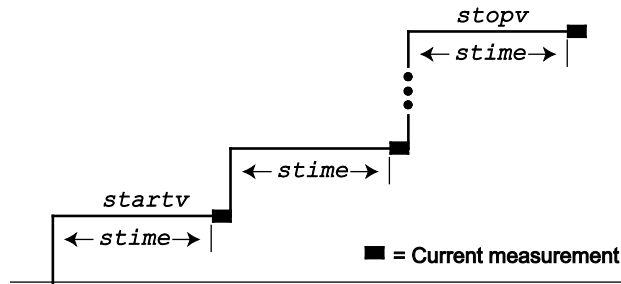 stopv
stime
stime
startv
stime
= Current measurement